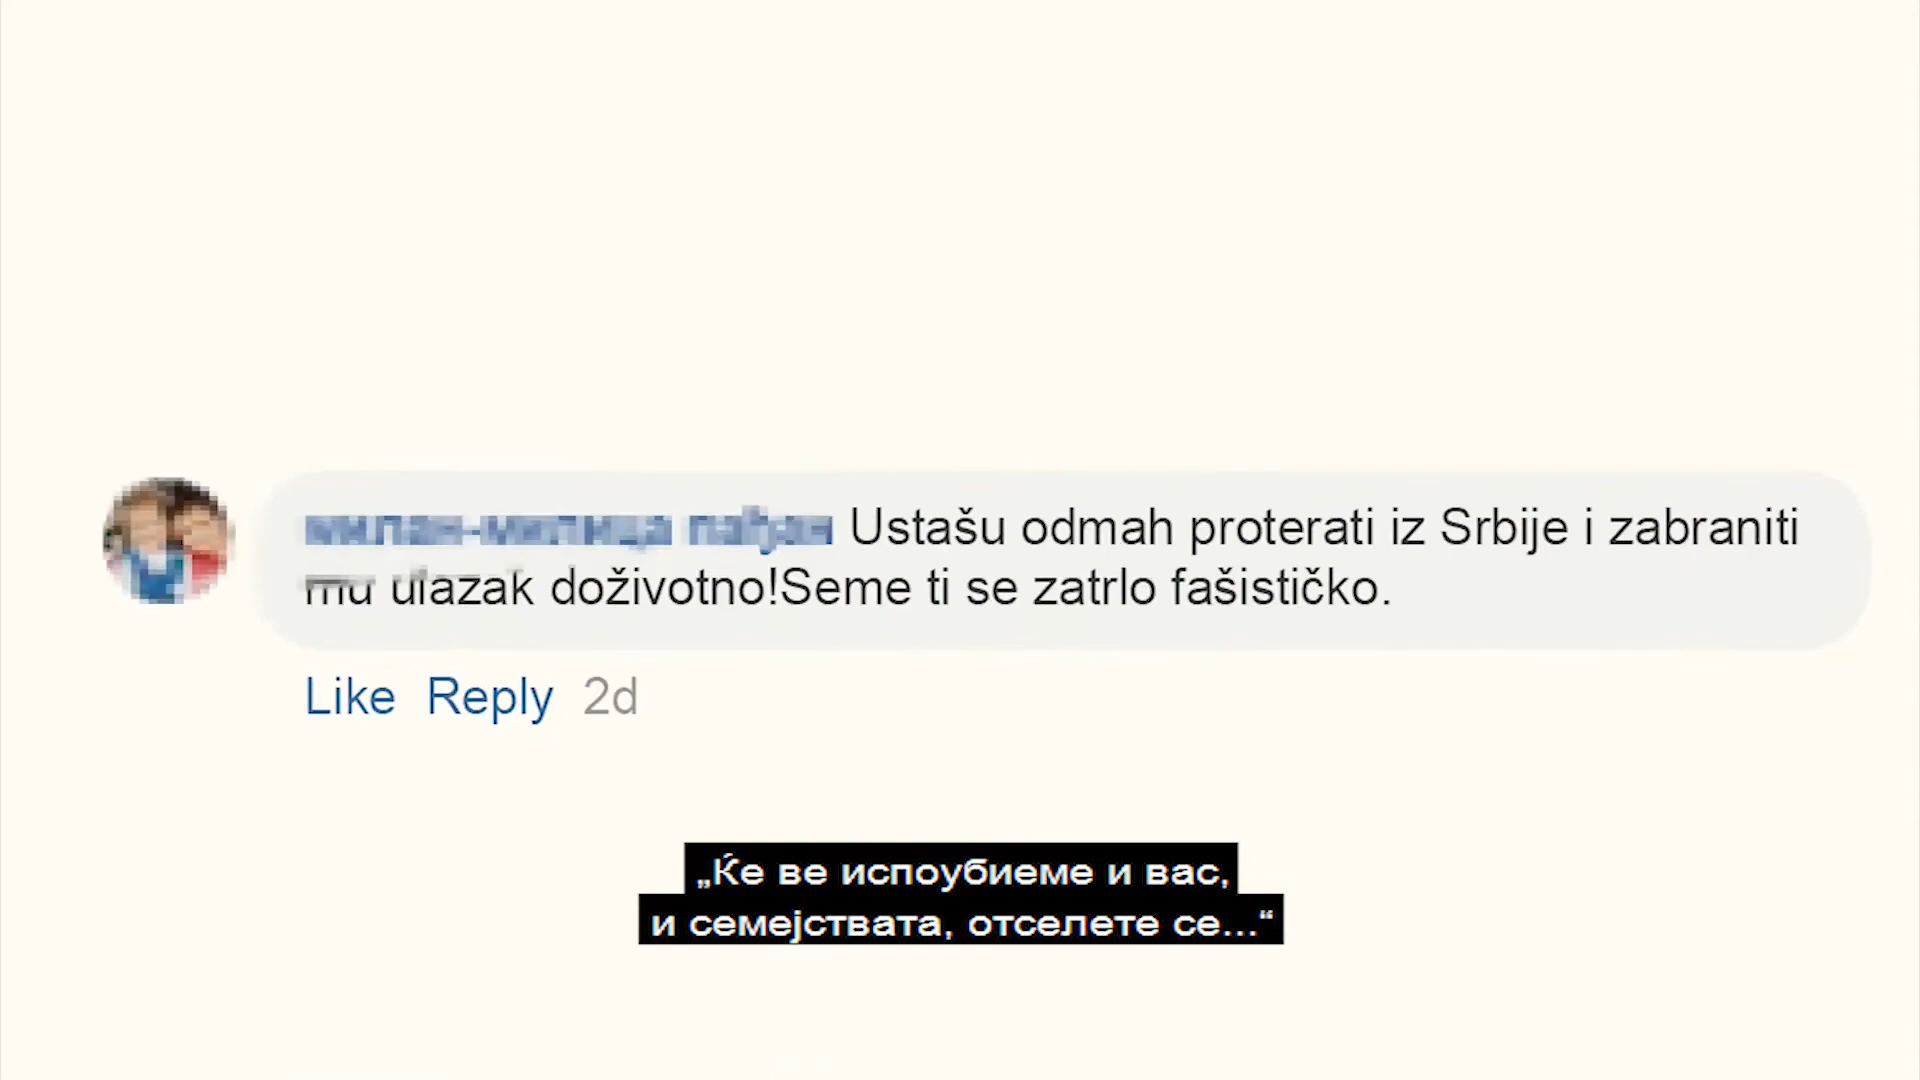 Ustašu odmah proterati iz Srbije i zabraniti
mu ulazak doživotno!Seme ti se zatrlo fašističko.
Like Reply 2d
„Ќе ве испоубиеме и вас,
и семејствата, отселете се...“